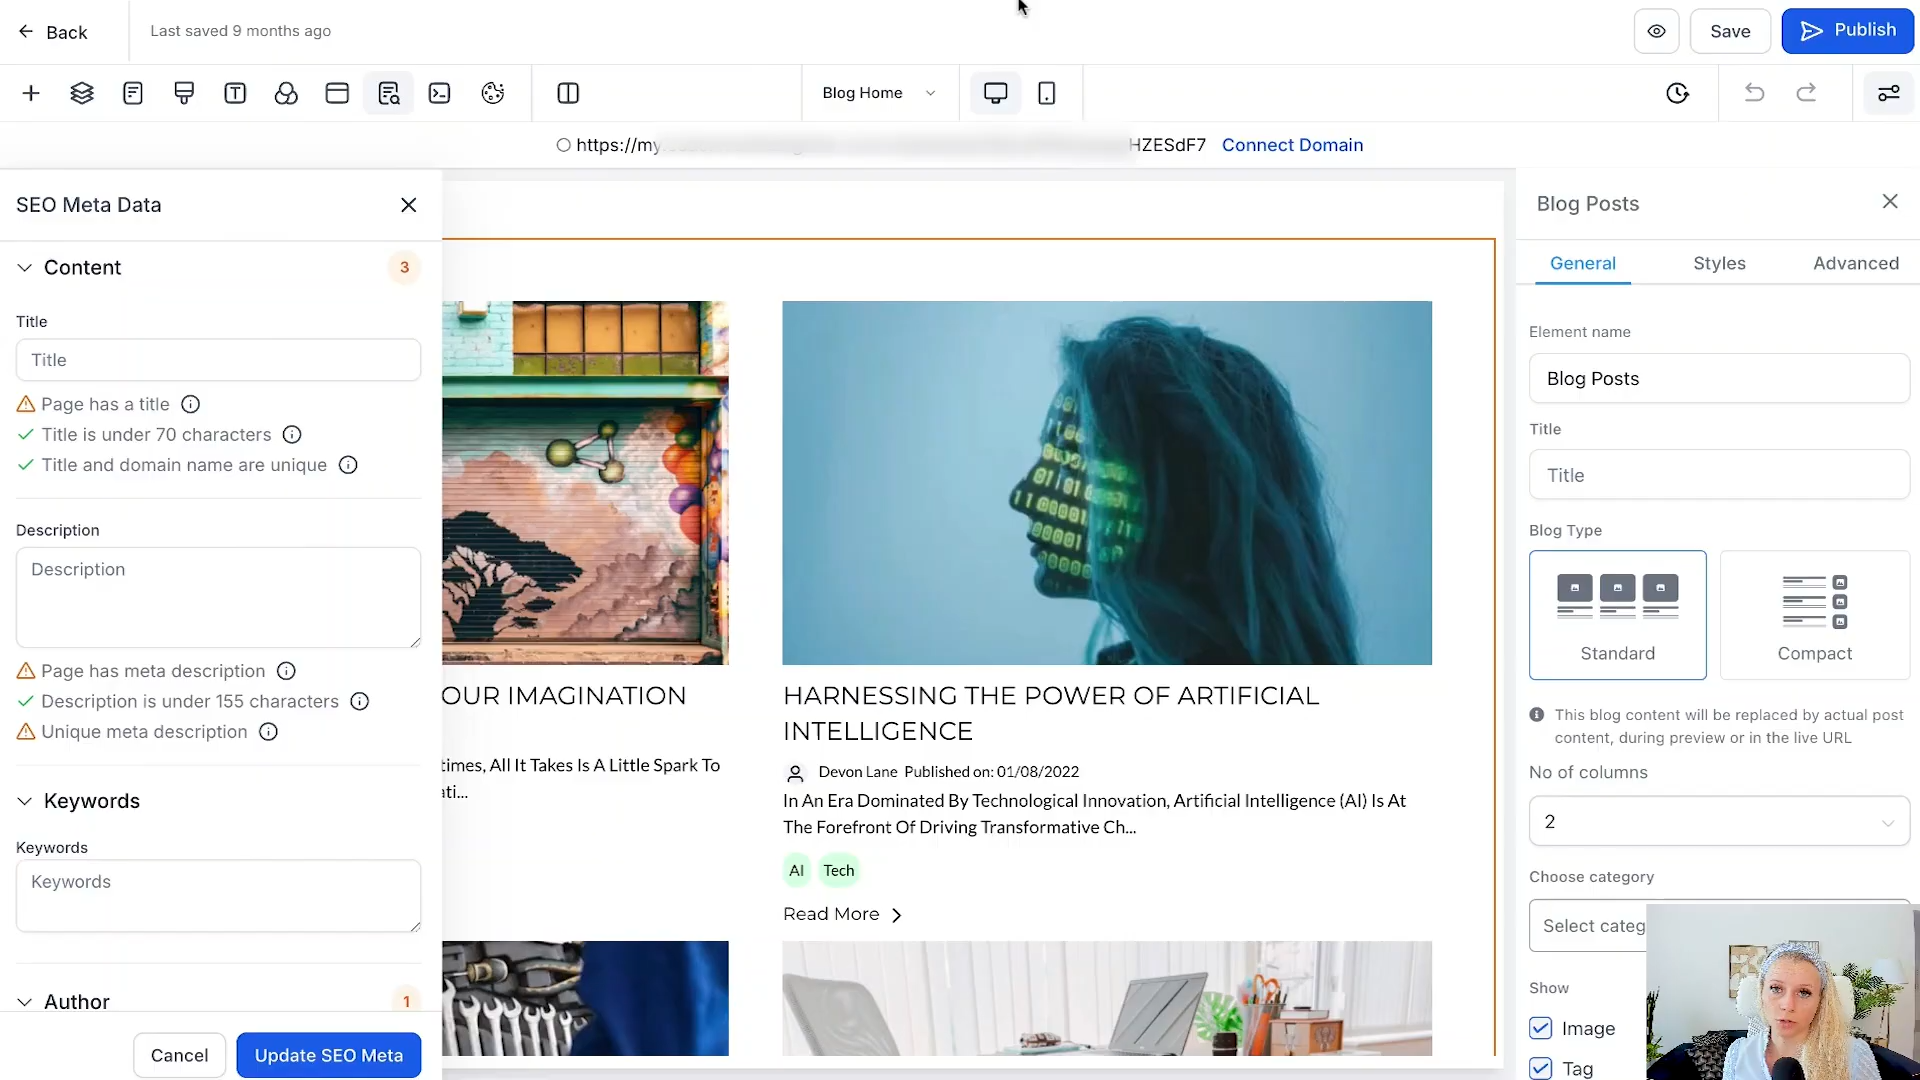 Back
Last saved 9 months ago
Save
Publish
Blog Home
https://my
HZESdF7
Connect Domain
SEO Meta Data
Content
3
Title
Title
Page has a title
Title is under 70 characters
Title and domain name are unique
Description
Description
Page has meta description
Description is under 155 characters
Unique meta description
Keywords
Keywords
Keywords
Author
1
Cancel
Update SEO Meta
OUR IMAGINATION
times, All It Takes Is A Little Spark To
ati...
HARNESSING THE POWER OF ARTIFICIAL
INTELLIGENCE
Devon Lane Published on: 01/08/2022
In An Era Dominated By Technological Innovation, Artificial Intelligence (AI) Is At
The Forefront Of Driving Transformative Ch...
AI
Tech
Read More
Blog Posts
General
Styles
Advanced
Element name
Blog Posts
Title
Title
Blog Type
Standard
Compact
This blog content will be replaced by actual post
content, during preview or in the live URL
No of columns
2
Choose category
Select categ
Show
Image
Tag